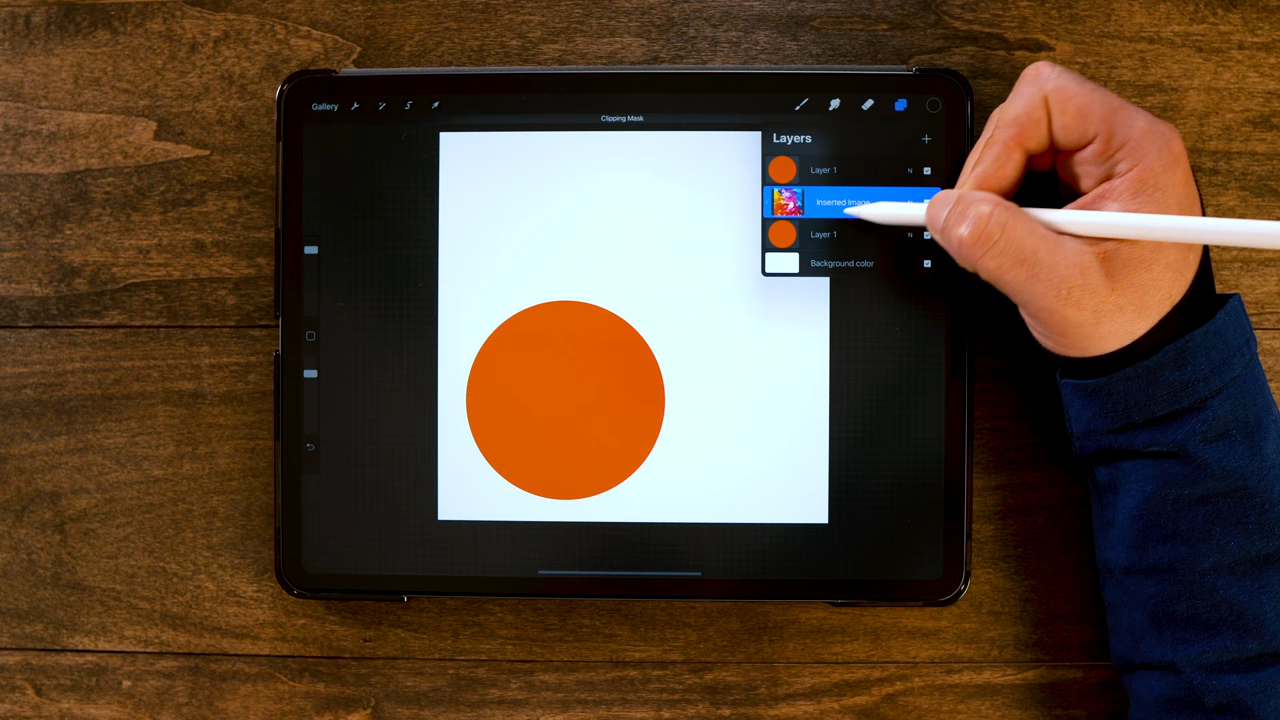 Gallery
Clipping Mask
Layers
Layer 1 N
Inserted Image
Layer 1 N
Background color